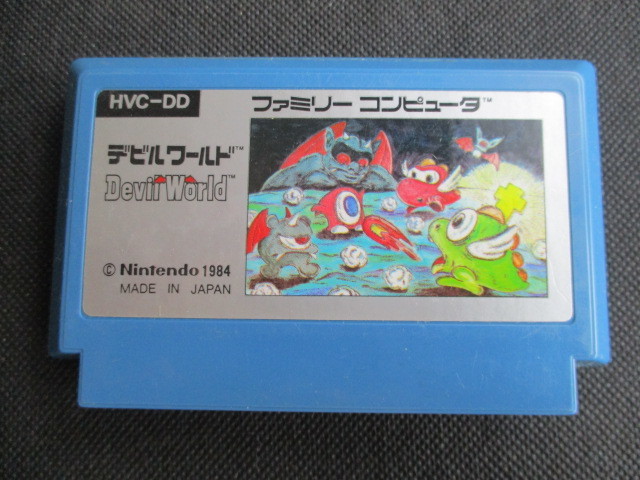 HVC-DD
ファミリー コンピュータ™
デビルワールド™
Devil World™
© Nintendo 1984
MADE IN JAPAN